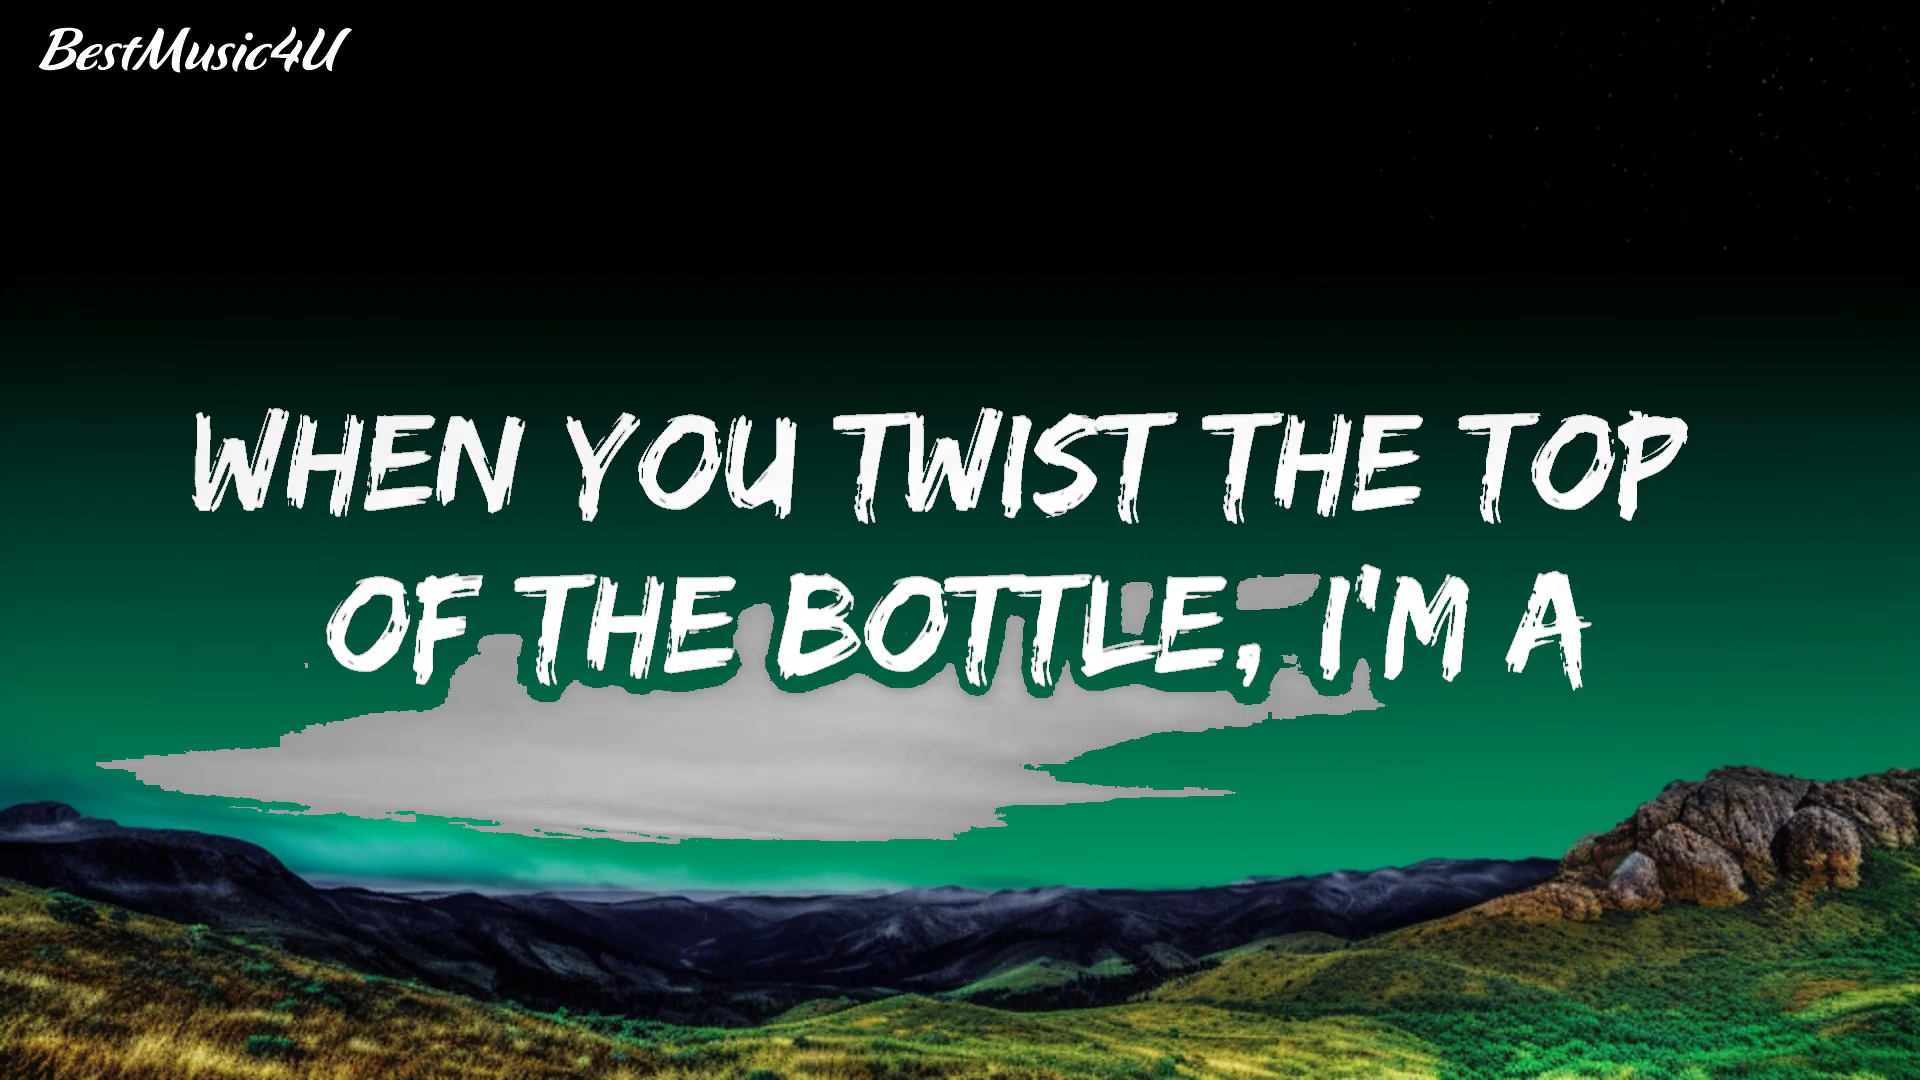 BestMusic4U
WHEN YOU TWIST THE TOP
OF THE BOTTLE, I'M A